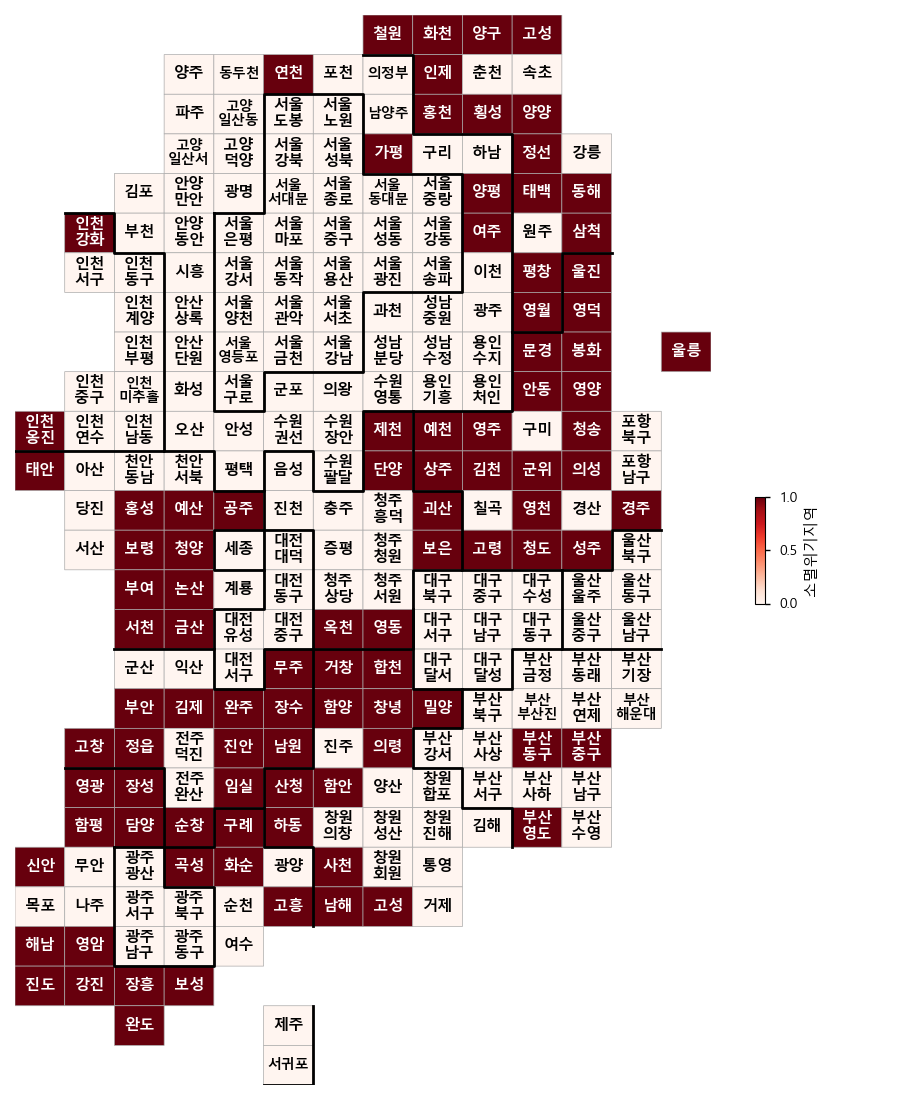 철원 화천 양구 고성
양주 동두천 연천 포천 의정부 인제 춘천 속초
파주 고양 일산동 서울 도봉 서울 노원 남양주 홍천 횡성 양양
고양 일산서 고양 덕양 서울 강북 서울 성북 가평 구리 하남 정선 강릉
김포 안양 만안 광명 서울 서대문 서울 종로 서울 동대문 서울 중랑 양평 태백 동해
인천 강화 부천 안양 동안 서울 은평 서울 마포 서울 중구 서울 성동 서울 강동 여주 원주 삼척
인천 서구 인천 동구 시흥 서울 강서 서울 동작 서울 용산 서울 광진 서울 송파 이천 평창 울진
인천 계양 안산 상록 서울 양천 서울 관악 서울 서초 과천 성남 중원 광주 영월 영덕
인천 부평 안산 단원 서울 영등포 서울 금천 서울 강남 성남 분당 성남 수정 용인 수지 문경 봉화 울릉
인천 중구 인천 미추홀 화성 서울 구로 군포 의왕 수원 영통 용인 기흥 용인 처인 안동 영양
인천 옹진 인천 연수 인천 남동 오산 안성 수원 권선 수원 장안 제천 예천 영주 구미 청송 포항 북구
태안 아산 천안 동남 천안 서북 평택 음성 수원 팔달 단양 상주 김천 군위 의성 포항 남구
당진 홍성 예산 공주 진천 충주 청주 흥덕 괴산 칠곡 영천 경산 경주
서산 보령 청양 세종 대전 대덕 증평 청주 청원 보은 고령 청도 성주 울산 북구
부여 논산 계룡 대전 동구 청주 상당 청주 서원 대구 북구 대구 중구 대구 수성 울산 울주 울산 동구
서천 금산 대전 유성 대전 중구 옥천 영동 대구 서구 대구 남구 대구 동구 울산 중구 울산 남구
군산 익산 대전 서구 무주 거창 합천 대구 달서 대구 달성 부산 금정 부산 동래 부산 기장
부안 김제 완주 장수 함양 창녕 밀양 부산 북구 부산 부산진 부산 연제 부산 해운대
고창 정읍 전주 덕진 진안 남원 진주 의령 부산 강서 부산 사상 부산 동구 부산 중구
영광 장성 전주 완산 임실 산청 함안 양산 창원 합포 부산 서구 부산 사하 부산 남구
함평 담양 순창 구례 하동 창원 의창 창원 성산 창원 진해 김해 부산 영도 부산 수영
신안 무안 광주 광산 곡성 화순 광양 사천 창원 회원 통영
목포 나주 광주 서구 광주 북구 순천 고흥 남해 고성 거제
해남 영암 광주 남구 광주 동구 여수
진도 강진 장흥 보성
완도 제주
서귀포
1.0
0.5
0.0
소멸위기지역